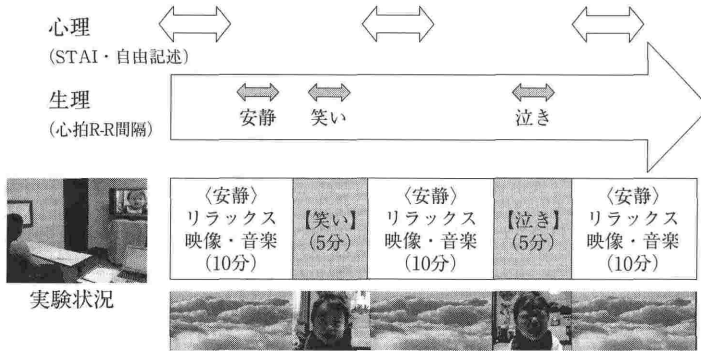 心理
(STAI・自由記述)
生理
(心拍R-R間隔)
安静 笑い 泣き
〈安静〉
リラックス
映像・音楽
(10分)
【笑い】
(5分)
〈安静〉
リラックス
映像・音楽
(10分)
【泣き】
(5分)
〈安静〉
リラックス
映像・音楽
(10分)
実験状況